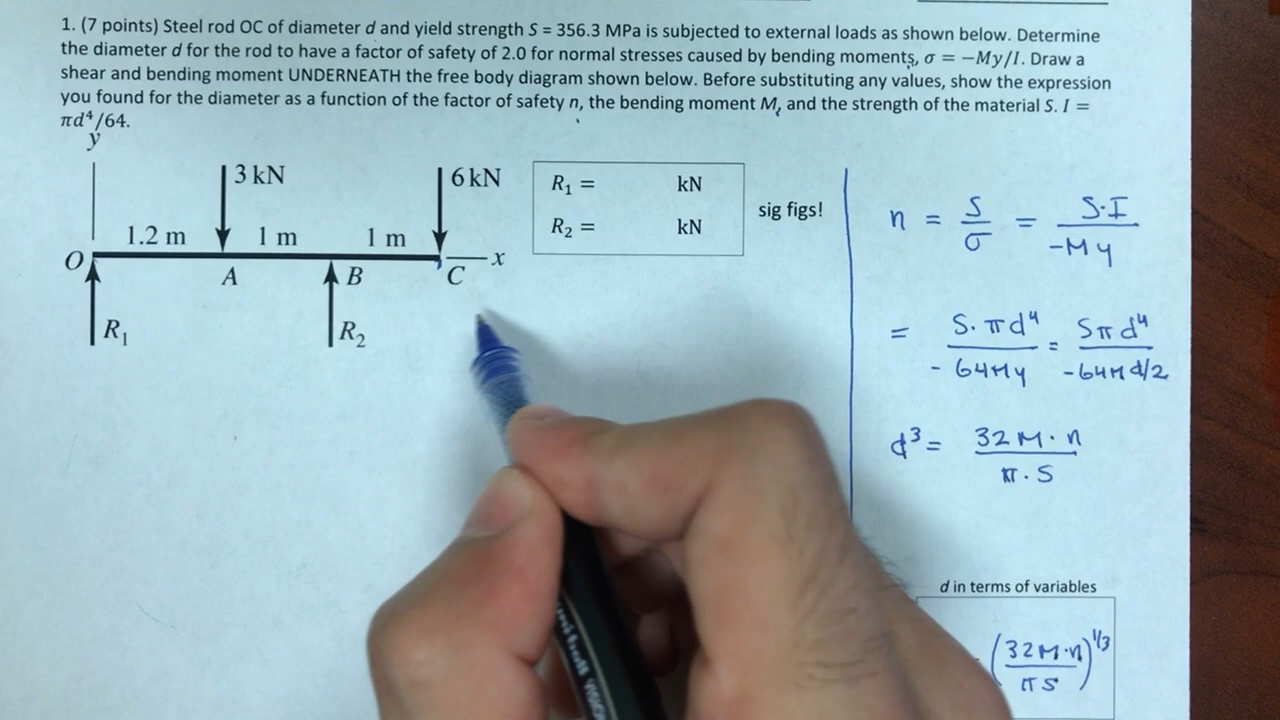 1. (7 points) Steel rod OC of diameter d and yield strength S = 356.3 MPa is subjected to external loads as shown below. Determine
the diameter d for the rod to have a factor of safety of 2.0 for normal stresses caused by bending moments, σ = −My/I. Draw a
shear and bending moment UNDERNEATH the free body diagram shown below. Before substituting any values, show the expression
you found for the diameter as a function of the factor of safety n, the bending moment M, and the strength of the material S. I =
πd⁴/64.
y
3 kN
6 kN
1.2 m
1 m
1 m
O
A
B
C
x
R₁
R₂
R₁ = kN
R₂ = kN
sig figs!
n = S/σ = S·I/-My
= S·πd⁴/-64My = Sπd⁴/-64Md/2
d³ = 32M·n/π·S
d in terms of variables
(32M·n/πS)^1/3